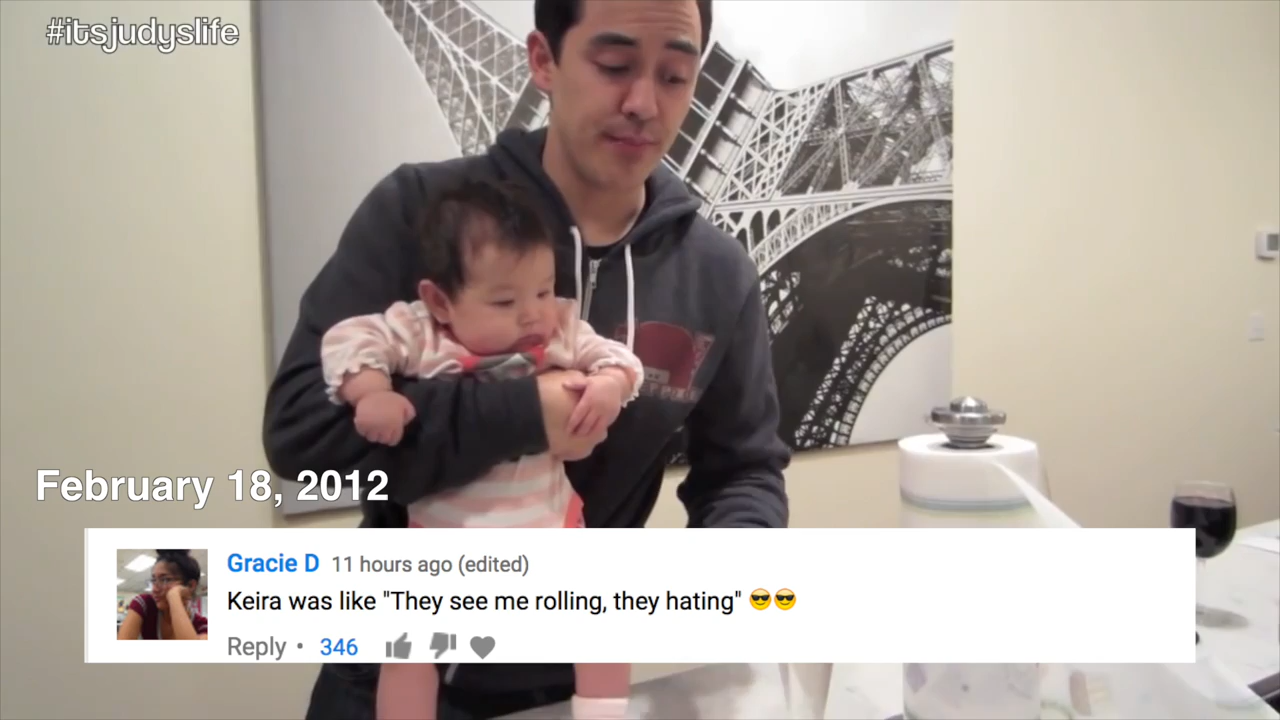 #itsjudyslife
February 18, 2012
Gracie D 11 hours ago (edited)
Keira was like "They see me rolling, they hating" 😎😎
Reply • 346